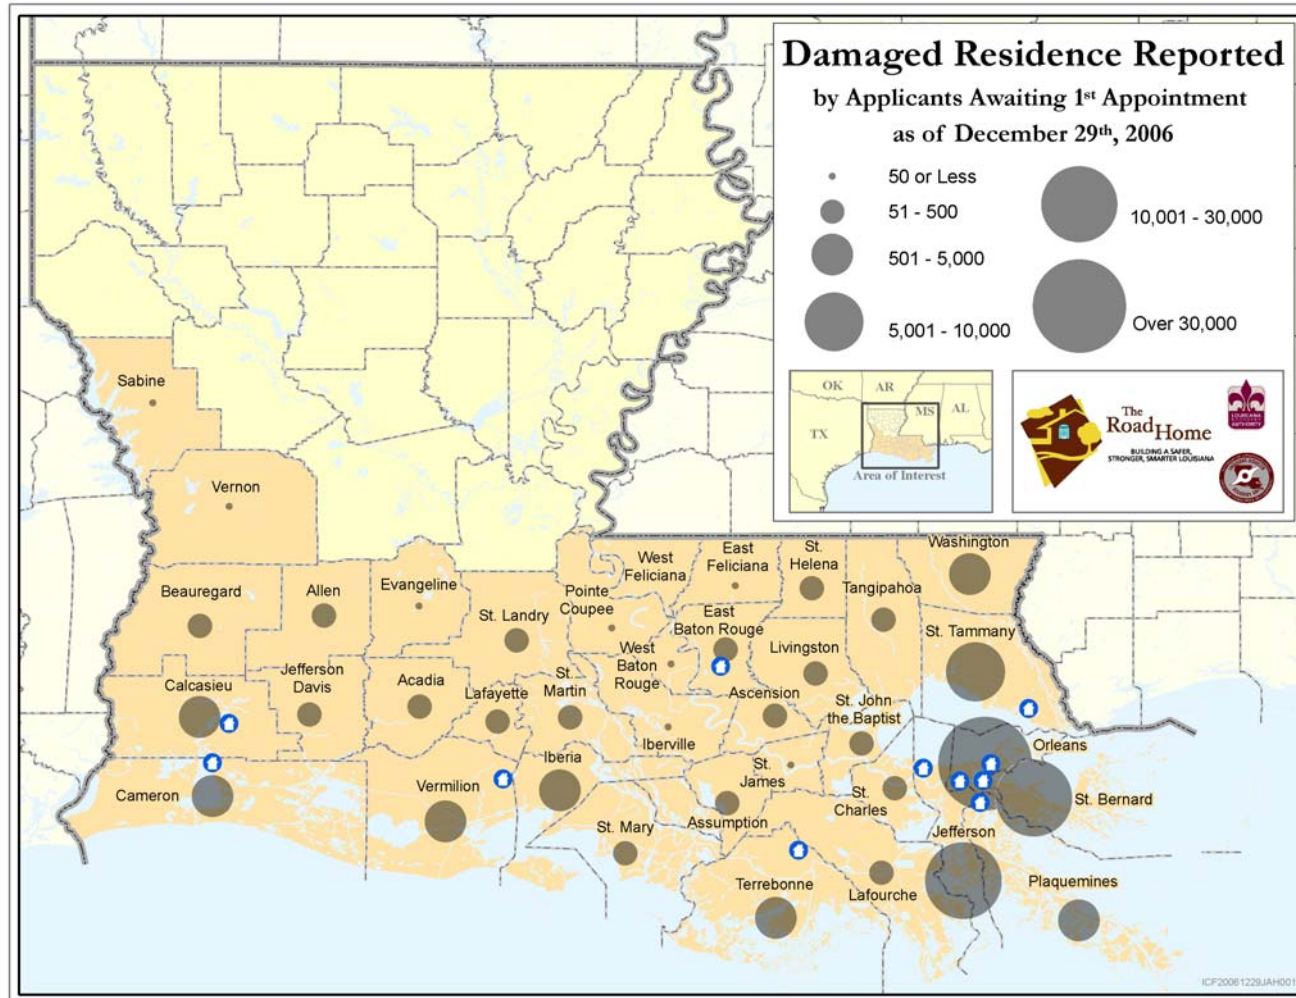 Damaged Residence Reported
by Applicants Awaiting 1st Appointment
as of December 29th, 2006
50 or Less
51 - 500
501 - 5,000
5,001 - 10,000
10,001 - 30,000
Over 30,000
OK
AR
TX
MS
AL
Area of Interest
The
Road Home
BUILDING A SAFER,
STRONGER, SMARTER LOUISIANA
LOUISIANA
AUTHORITY
Sabine
Vernon
Beauregard
Allen
Evangeline
St. Landry
Pointe
Coupee
West
Feliciana
East
Feliciana
St.
Helena
Tangipahoa
Washington
East
Baton Rouge
St. Tammany
West
Baton
Rouge
Livingston
Calcasieu
Jefferson
Davis
Acadia
Lafayette
St.
Martin
Ascension
St. John
the Baptist
Iberville
Orleans
Cameron
Vermilion
Iberia
St.
James
St.
Charles
St. Bernard
St. Mary
Assumption
Jefferson
Terrebonne
Lafourche
Plaquemines
ICF20061229JAH001